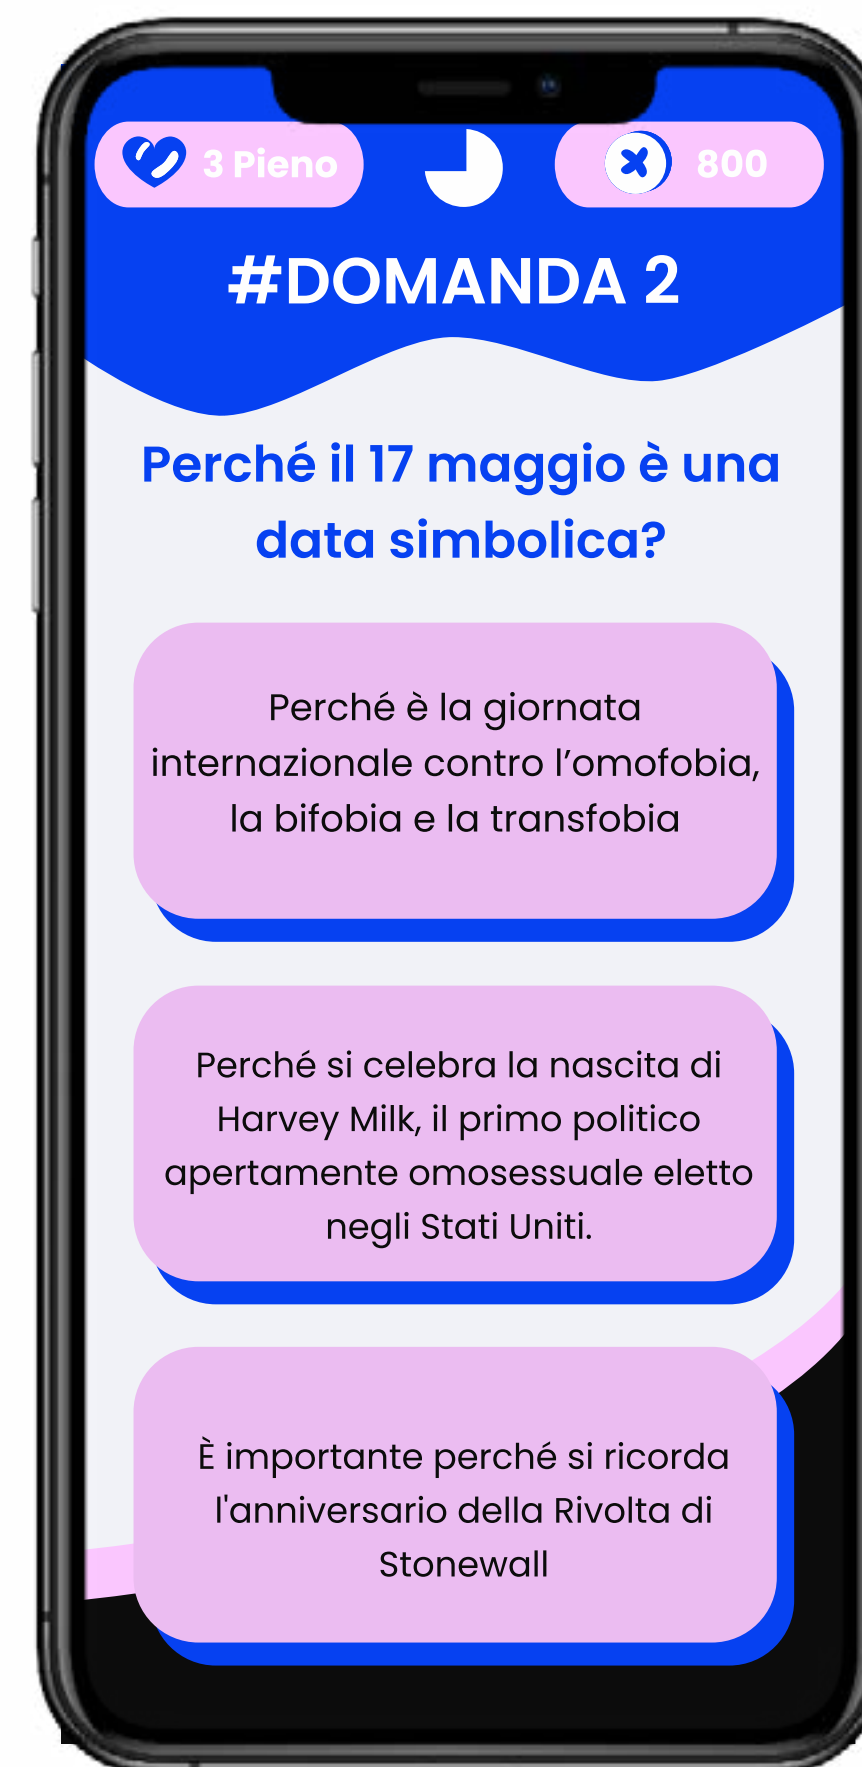 3 Pieno
800
#DOMANDA 2
Perché il 17 maggio è una
data simbolica?
Perché è la giornata
internazionale contro l’omofobia,
la bifobia e la transfobia
Perché si celebra la nascita di
Harvey Milk, il primo politico
apertamente omosessuale eletto
negli Stati Uniti.
È importante perché si ricorda
l'anniversario della Rivolta di
Stonewall